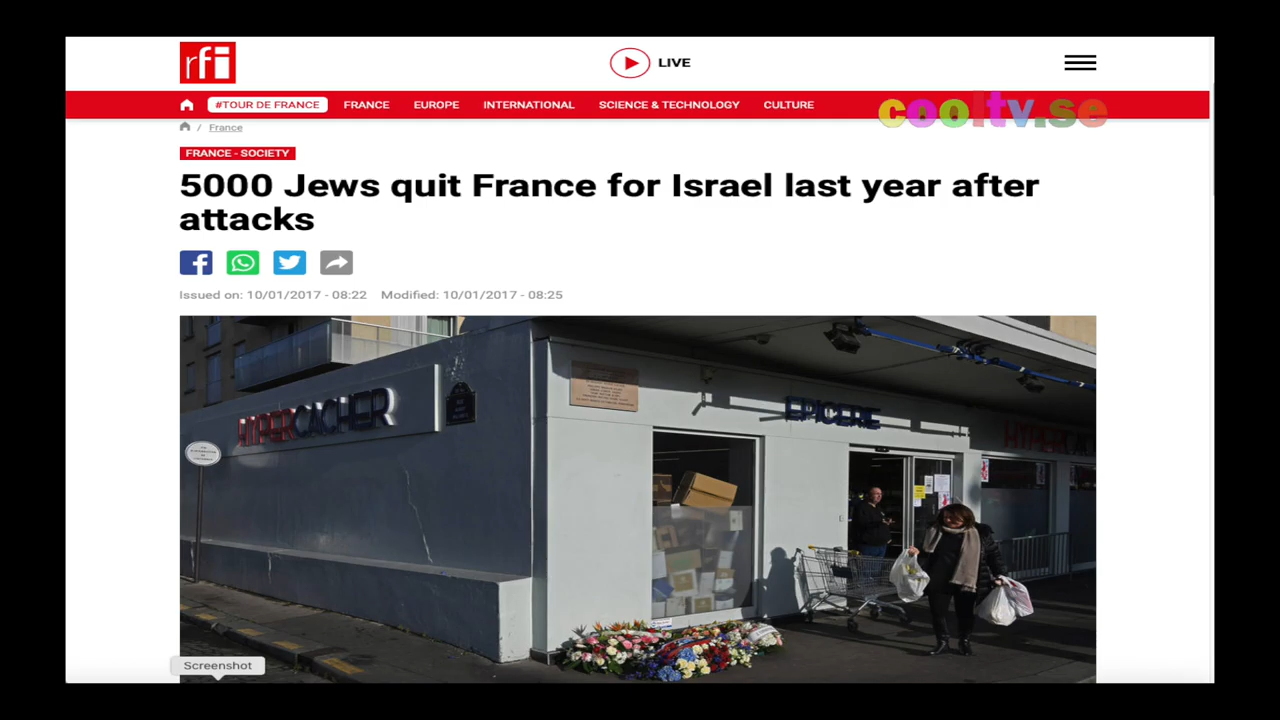 rfi
LIVE
#TOUR DE FRANCE FRANCE EUROPE INTERNATIONAL SCIENCE & TECHNOLOGY CULTURE
cooltv.se
/ France
FRANCE - SOCIETY
5000 Jews quit France for Israel last year after
attacks
Issued on: 10/01/2017 - 08:22 Modified: 10/01/2017 - 08:25
HYPERCACHER
EPICERIE
HYPERCAC
Screenshot